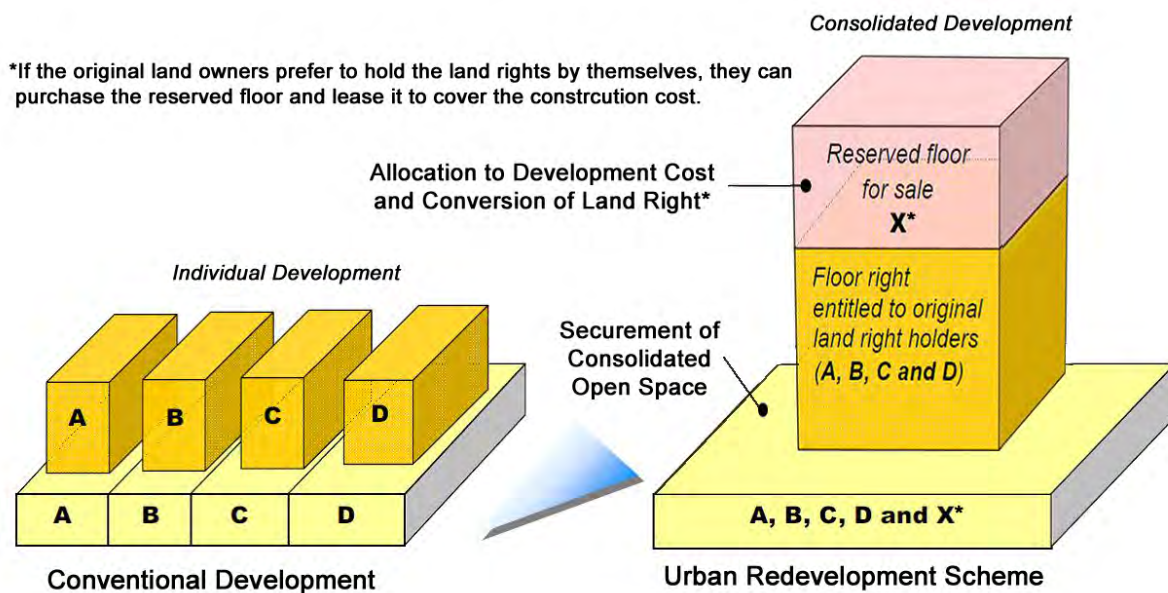 Consolidated Development
*If the original land owners prefer to hold the land rights by themselves, they can
purchase the reserved floor and lease it to cover the constrcution cost.
Reserved floor
for sale
X*
Allocation to Development Cost
and Conversion of Land Right*
Individual Development
Floor right
entitled to original
land right holders
(A, B, C and D)
Securement of
Consolidated
Open Space
A B C D
A B C D
A, B, C, D and X*
Conventional Development
Urban Redevelopment Scheme